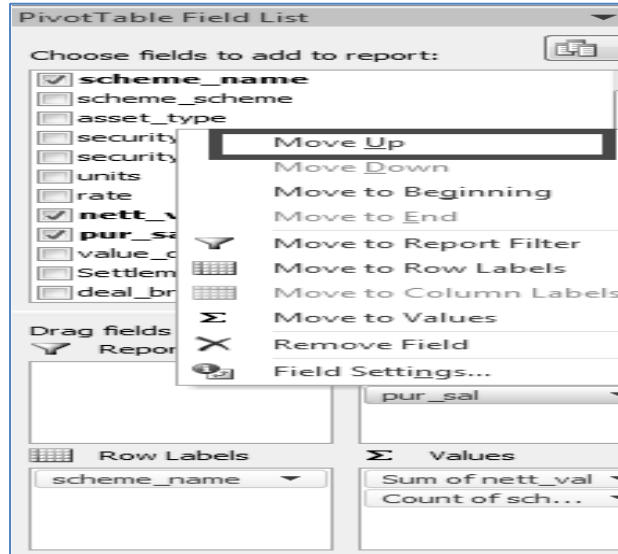 PivotTable Field List
Choose fields to add to report:
scheme_name
scheme_scheme
asset_type
security
security
units
rate
nett_v
pur_sa
value_c
Settlem
deal_br
Move Up
Move Down
Move to Beginning
Move to End
Move to Report Filter
Move to Row Labels
Move to Column Labels
Move to Values
Remove Field
Field Settings...
Drag fields
Repor
pur_sal
Row Labels
Σ Values
scheme_name
Sum of nett_val
Count of sch...